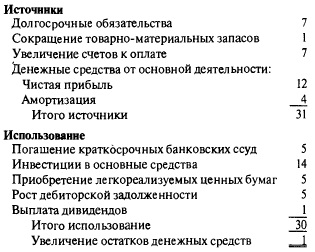 Источники
Долгосрочные обязательства 7
Сокращение товарно-материальных запасов 1
Увеличение счетов к оплате 7
Денежные средства от основной деятельности:
Чистая прибыль 12
Амортизация 4
Итого источники 31
Использование
Погашение краткосрочных банковских ссуд 5
Инвестиции в основные средства 14
Приобретение легкореализуемых ценных бумаг 5
Рост дебиторской задолженности 5
Выплата дивидендов 1
Итого использование 30
Увеличение остатков денежных средств 1